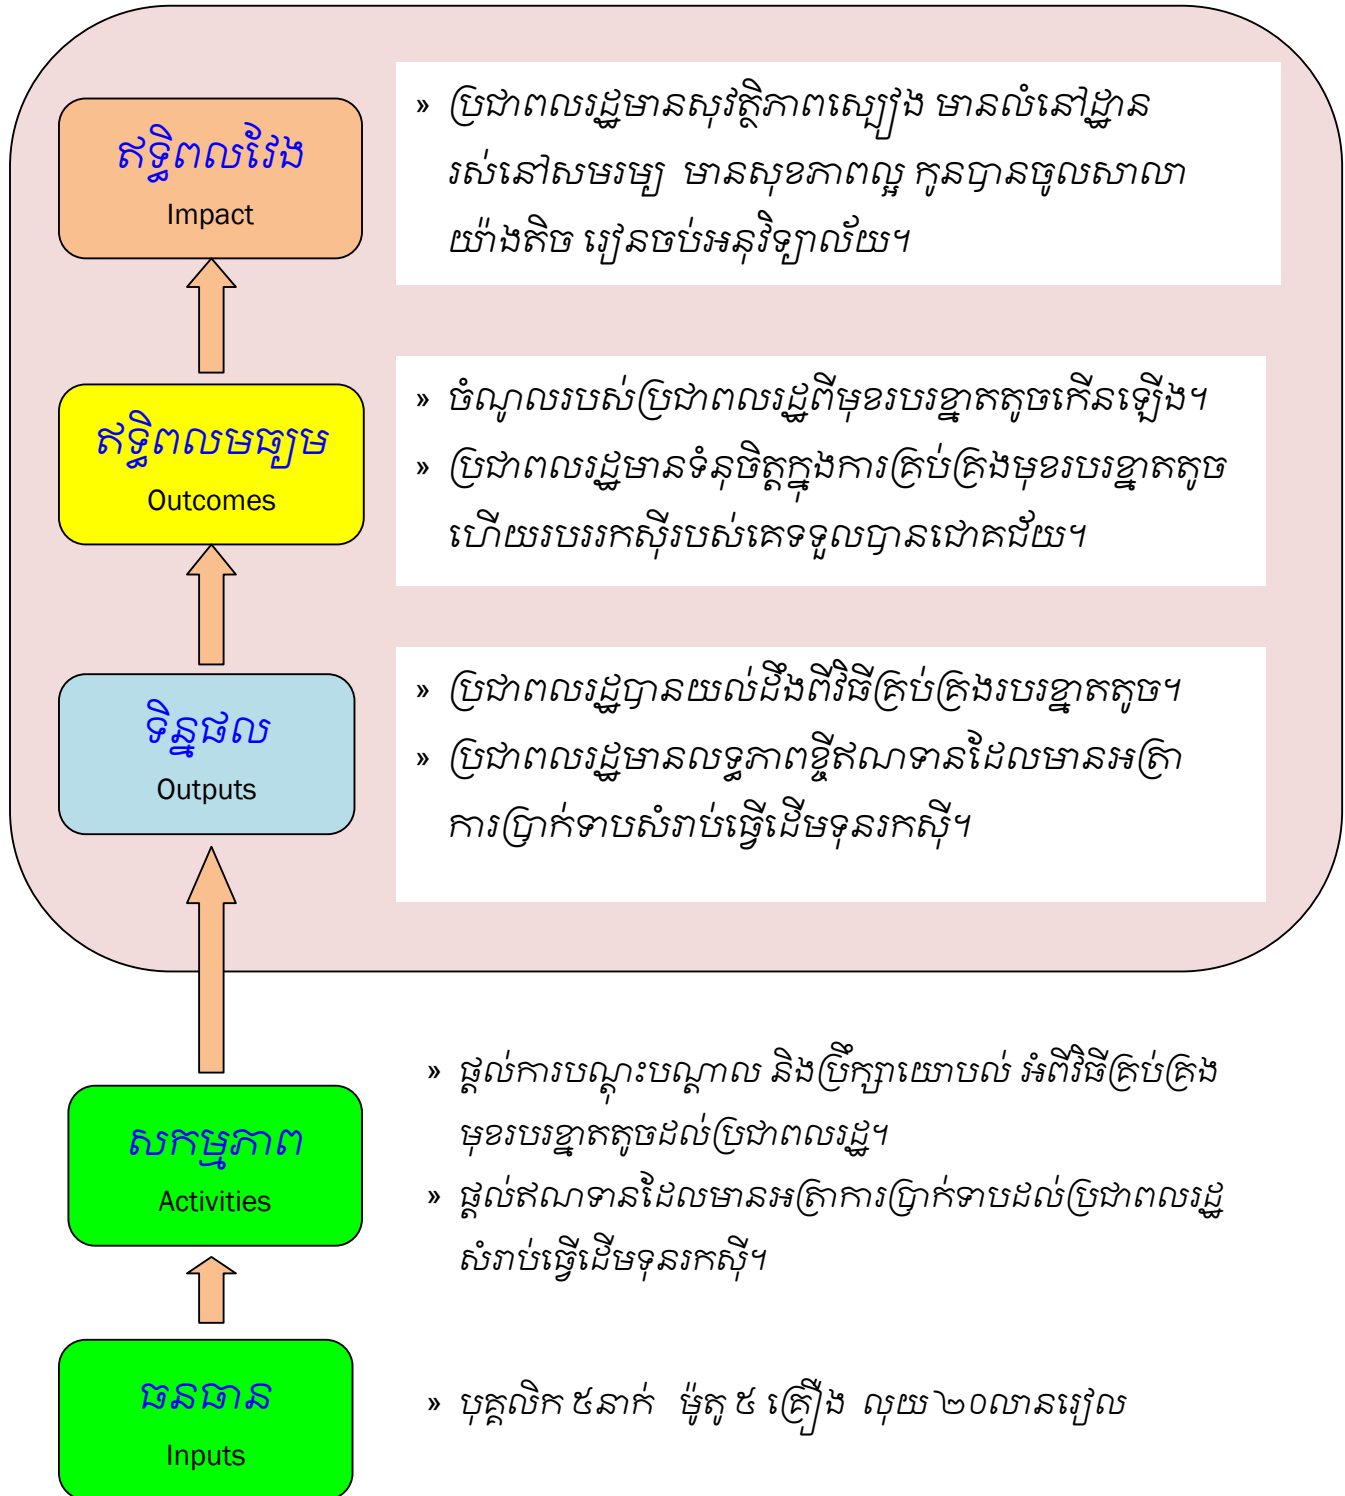 ឥទ្ធិពលវែង
Impact
» ប្រជាពលរដ្ឋមានសុវត្ថិភាពស្បៀង មានលំនៅដ្ឋាន
រស់នៅសមរម្យ មានសុខភាពល្អ កូនបានចូលសាលា
យ៉ាងតិច រៀនចប់អនុវិទ្យាល័យ។
ឥទ្ធិពលមធ្យម
Outcomes
» ចំណូលរបស់ប្រជាពលរដ្ឋពីមុខរបរខ្នាតតូចកើនឡើង។
» ប្រជាពលរដ្ឋមានទំនុចិត្តក្នុងការគ្រប់គ្រងមុខរបរខ្នាតតូច
ហើយរបររកស៊ីរបស់គេទទួលបានជោគជ័យ។
ទិន្នផល
Outputs
» ប្រជាពលរដ្ឋបានយល់ដឹងពីវិធីគ្រប់គ្រងរបរខ្នាតតូច។
» ប្រជាពលរដ្ឋមានលទ្ធភាពខ្ចីឥណទានដែលមានអត្រា
ការប្រាក់ទាបសំរាប់ធ្វើដើមទុនរកស៊ី។
សកម្មភាព
Activities
» ផ្តល់ការបណ្តុះបណ្តាល និងប្រឹក្សាយោបល់ អំពីវិធីគ្រប់គ្រង
មុខរបរខ្នាតតូចដល់ប្រជាពលរដ្ឋ។
» ផ្តល់ឥណទានដែលមានអត្រាការប្រាក់ទាបដល់ប្រជាពលរដ្ឋ
សំរាប់ធ្វើដើមទុនរកស៊ី។
ធនធាន
Inputs
» បុគ្គលិក ៥នាក់ ម៉ូតូ ៥ គ្រឿង លុយ ២០លានរៀល